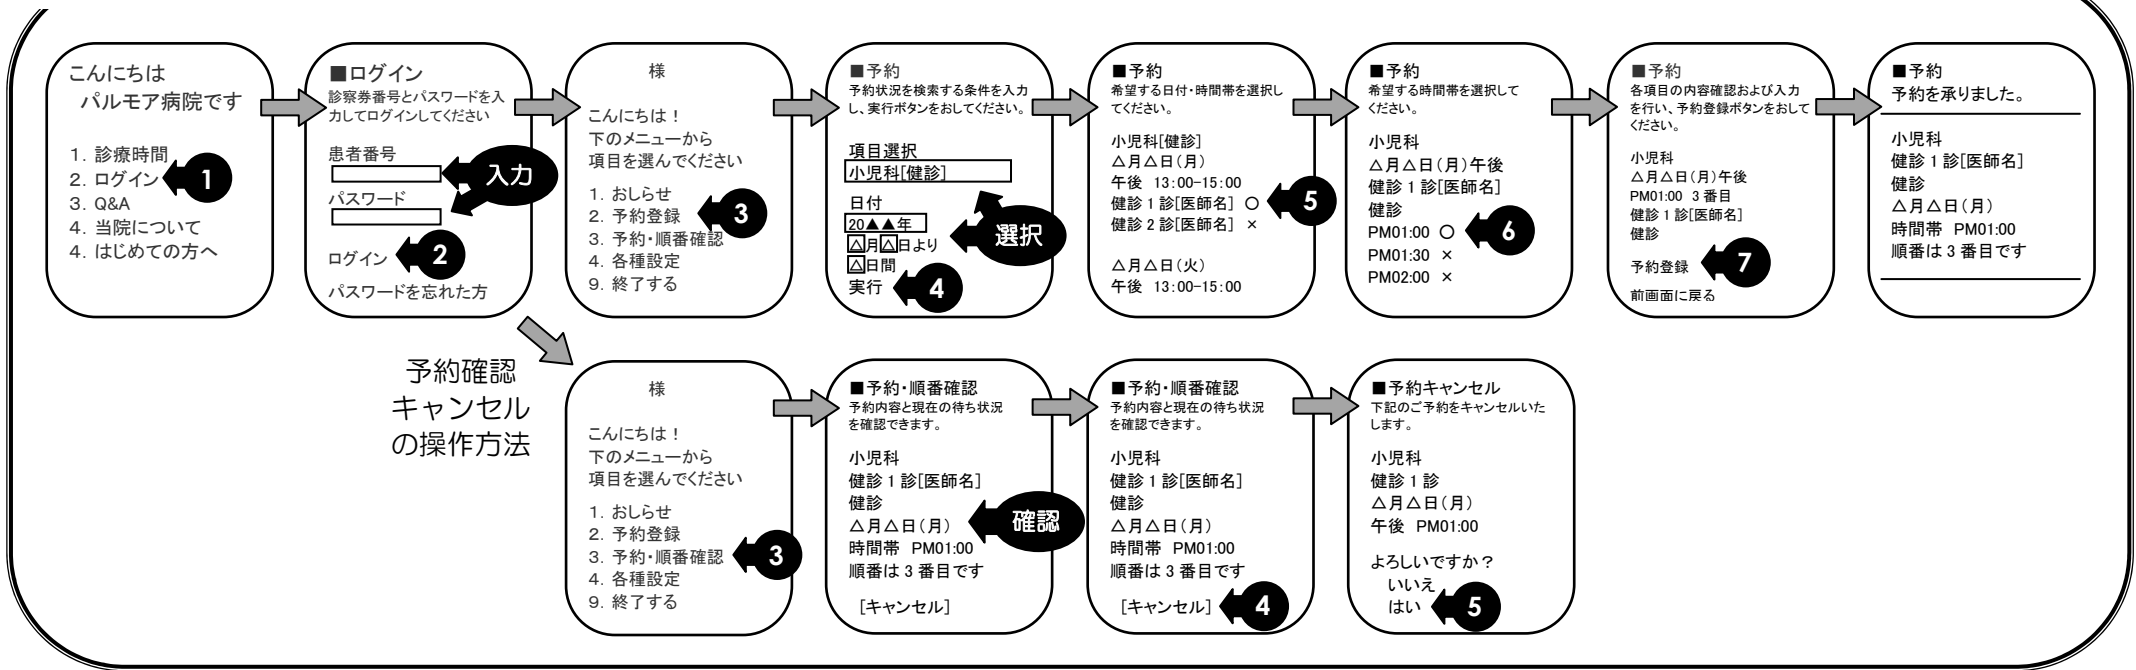 こんにちは
パルモア病院です
1. 診療時間
2. ログイン
1
3. Q&A
4. 当院について
4. はじめての方へ
■ログイン
診察券番号とパスワードを入
力してログインしてください
患者番号
入力
パスワード
ログイン
2
パスワードを忘れた方
様
こんにちは！
下のメニューから
項目を選んでください
1. おしらせ
2. 予約登録
3
3. 予約・順番確認
4. 各種設定
9. 終了する
■予約
予約状況を検索する条件を入力
し、実行ボタンをおしてください。
項目選択
小児科[健診]
日付
20▲▲年
選択
△月△日より
△日間
実行
4
■予約
希望する日付・時間帯を選択し
てください。
小児科[健診]
△月△日(月)
午後 13:00-15:00
健診1診[医師名] ○
5
健診2診[医師名] ×
△月△日(火)
午後 13:00-15:00
■予約
希望する時間帯を選択して
ください。
小児科
△月△日(月)午後
健診1診[医師名]
健診
PM01:00 ○
6
PM01:30 ×
PM02:00 ×
■予約
各項目の内容確認および入力
を行い、予約登録ボタンをおして
ください。
小児科
△月△日(月)午後
PM01:00 3番目
健診1診[医師名]
健診
予約登録
7
前画面に戻る
■予約
予約を承りました。
小児科
健診1診[医師名]
健診
△月△日(月)
時間帯 PM01:00
順番は3番目です
予約確認
キャンセル
の操作方法
様
こんにちは！
下のメニューから
項目を選んでください
1. おしらせ
2. 予約登録
3. 予約・順番確認
3
4. 各種設定
9. 終了する
■予約・順番確認
予約内容と現在の待ち状況
を確認できます。
小児科
健診1診[医師名]
健診
△月△日(月)
確認
時間帯 PM01:00
順番は3番目です
[キャンセル]
■予約・順番確認
予約内容と現在の待ち状況
を確認できます。
小児科
健診1診[医師名]
健診
△月△日(月)
時間帯 PM01:00
順番は3番目です
[キャンセル]
4
■予約キャンセル
下記のご予約をキャンセルいた
します。
小児科
健診1診
△月△日(月)
午後 PM01:00
よろしいですか？
いいえ
はい
5